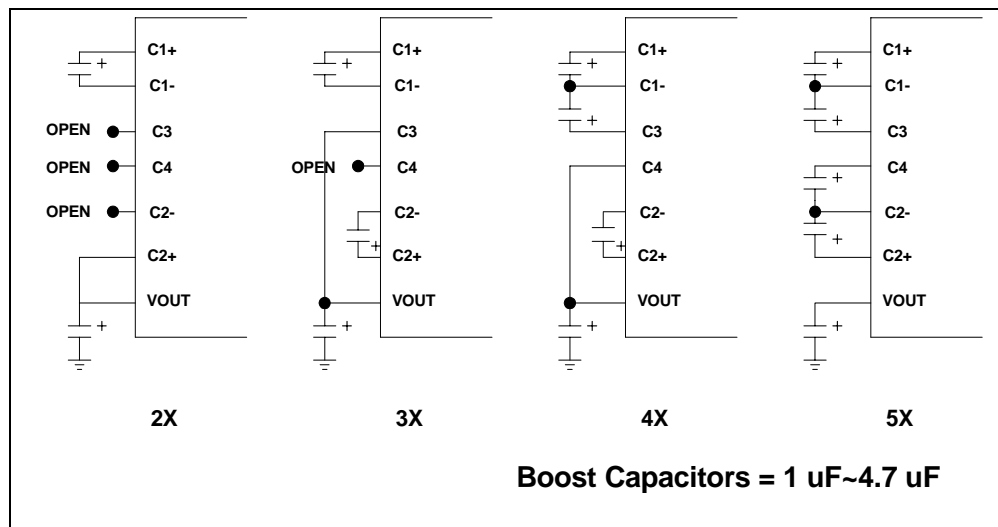 C1+
+
C1-
OPEN
C3
OPEN
C4
OPEN
C2-
C2+
VOUT
+
2X
C1+
+
C1-
C3
OPEN
C4
C2-
+
C2+
VOUT
+
3X
C1+
+
C1-
+
C3
C4
C2-
+
C2+
VOUT
+
4X
C1+
+
C1-
+
C3
C4
+
C2-
+
C2+
VOUT
+
5X
Boost Capacitors = 1 uF~4.7 uF